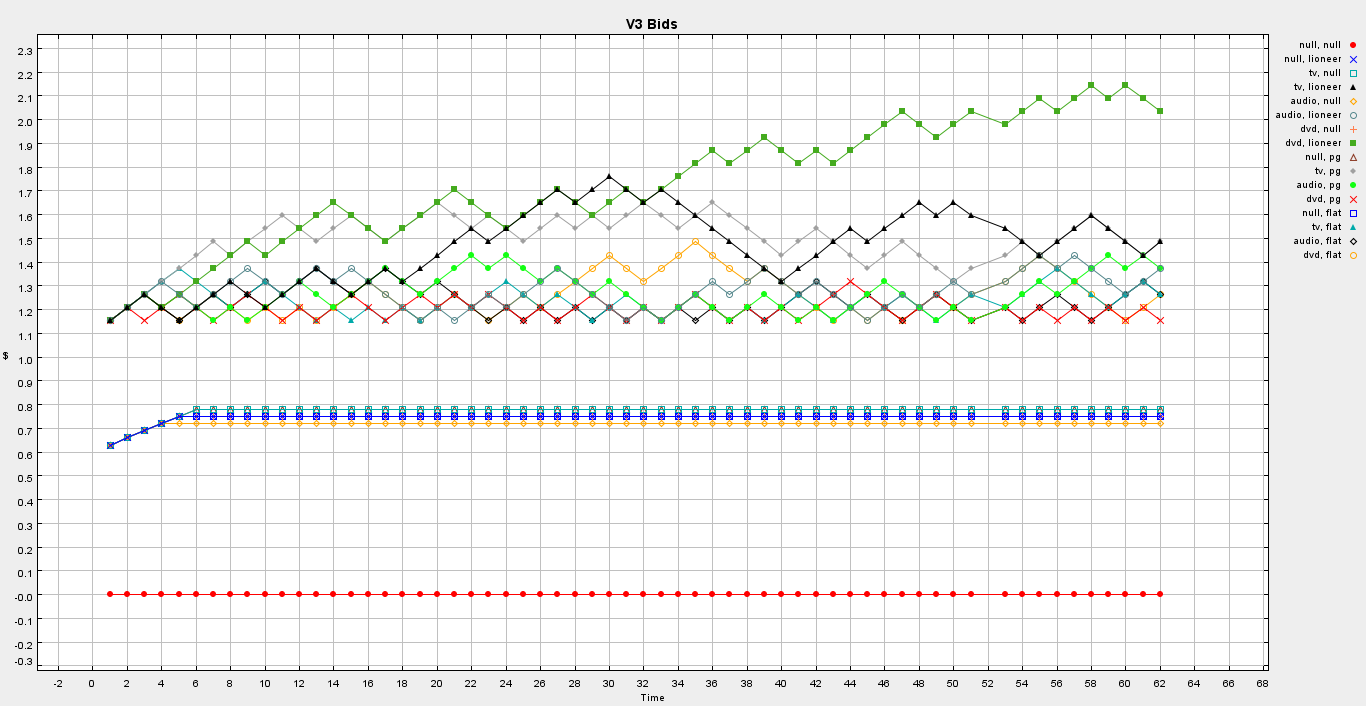 V3 Bids
2.3
2.2
2.1
2.0
1.9
1.8
1.7
1.6
1.5
1.4
1.3
1.2
1.1
1.0
0.9
0.8
0.7
0.6
0.5
0.4
0.3
0.2
0.1
-0.0
-0.1
-0.2
-0.3
$
-2 0 2 4 6 8 10 12 14 16 18 20 22 24 26 28 30 32 34 36 38 40 42 44 46 48 50 52 54 56 58 60 62 64 66 68
Time
null, null
null, lioneer
tv, null
tv, lioneer
audio, null
audio, lioneer
dvd, null
dvd, lioneer
null, pg
tv, pg
audio, pg
dvd, pg
null, flat
tv, flat
audio, flat
dvd, flat